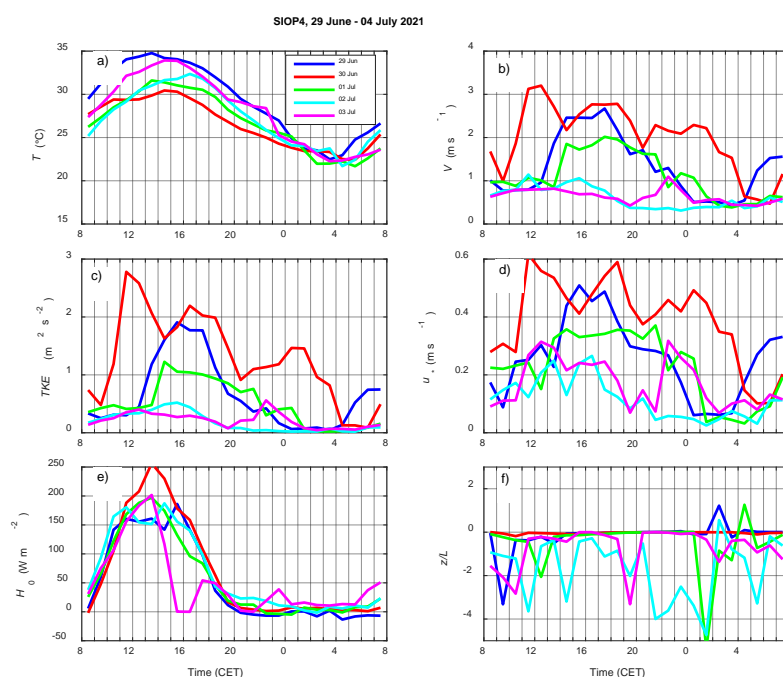 SIOP4, 29 June - 04 July 2021
a)
29 Jun
30 Jun
01 Jul
02 Jul
03 Jul
35
30
25
20
15
T (°C)
8 12 16 20 0 4 8
b)
4
3
2
1
0
V (m s -1)
8 12 16 20 0 4 8
c)
3
2
1
0
TKE (m 2 s -2)
8 12 16 20 0 4 8
d)
0.6
0.4
0.2
0
u * (m s -1)
8 12 16 20 0 4 8
e)
250
200
150
100
50
0
-50
H 0 (W m -2)
8 12 16 20 0 4 8
Time (CET)
f)
2
0
-2
-4
z/L
8 12 16 20 0 4 8
Time (CET)